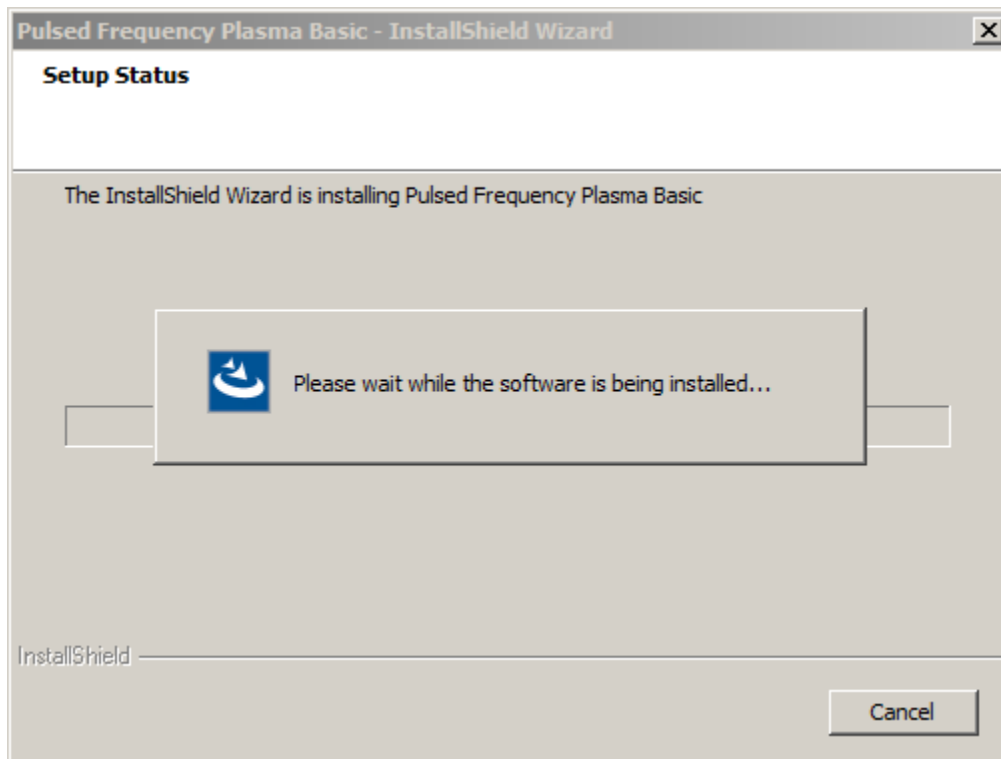 Pulsed Frequency Plasma Basic - InstallShield Wizard
Setup Status
The InstallShield Wizard is installing Pulsed Frequency Plasma Basic
Please wait while the software is being installed...
InstallShield
Cancel